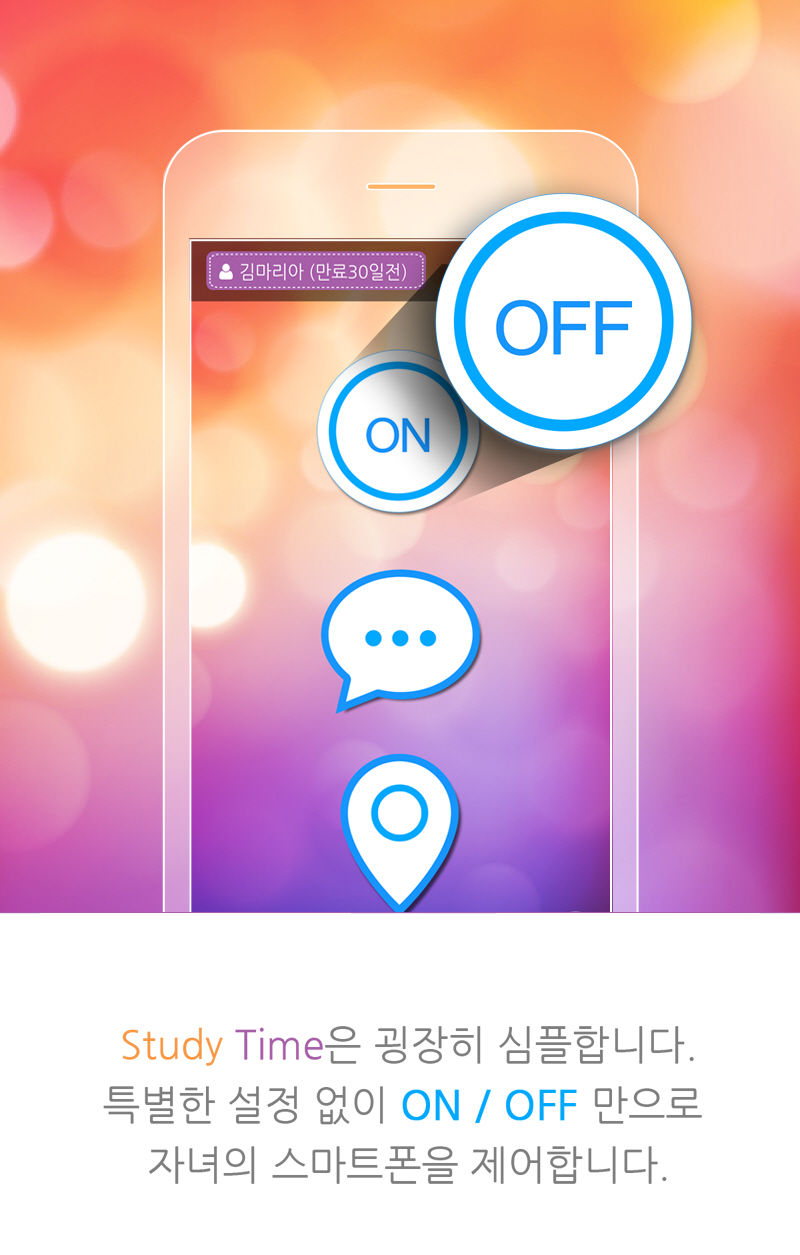 김마리아 (만료30일전)
OFF
ON
Study Time은 굉장히 심플합니다.
특별한 설정 없이 ON / OFF 만으로
자녀의 스마트폰을 제어합니다.